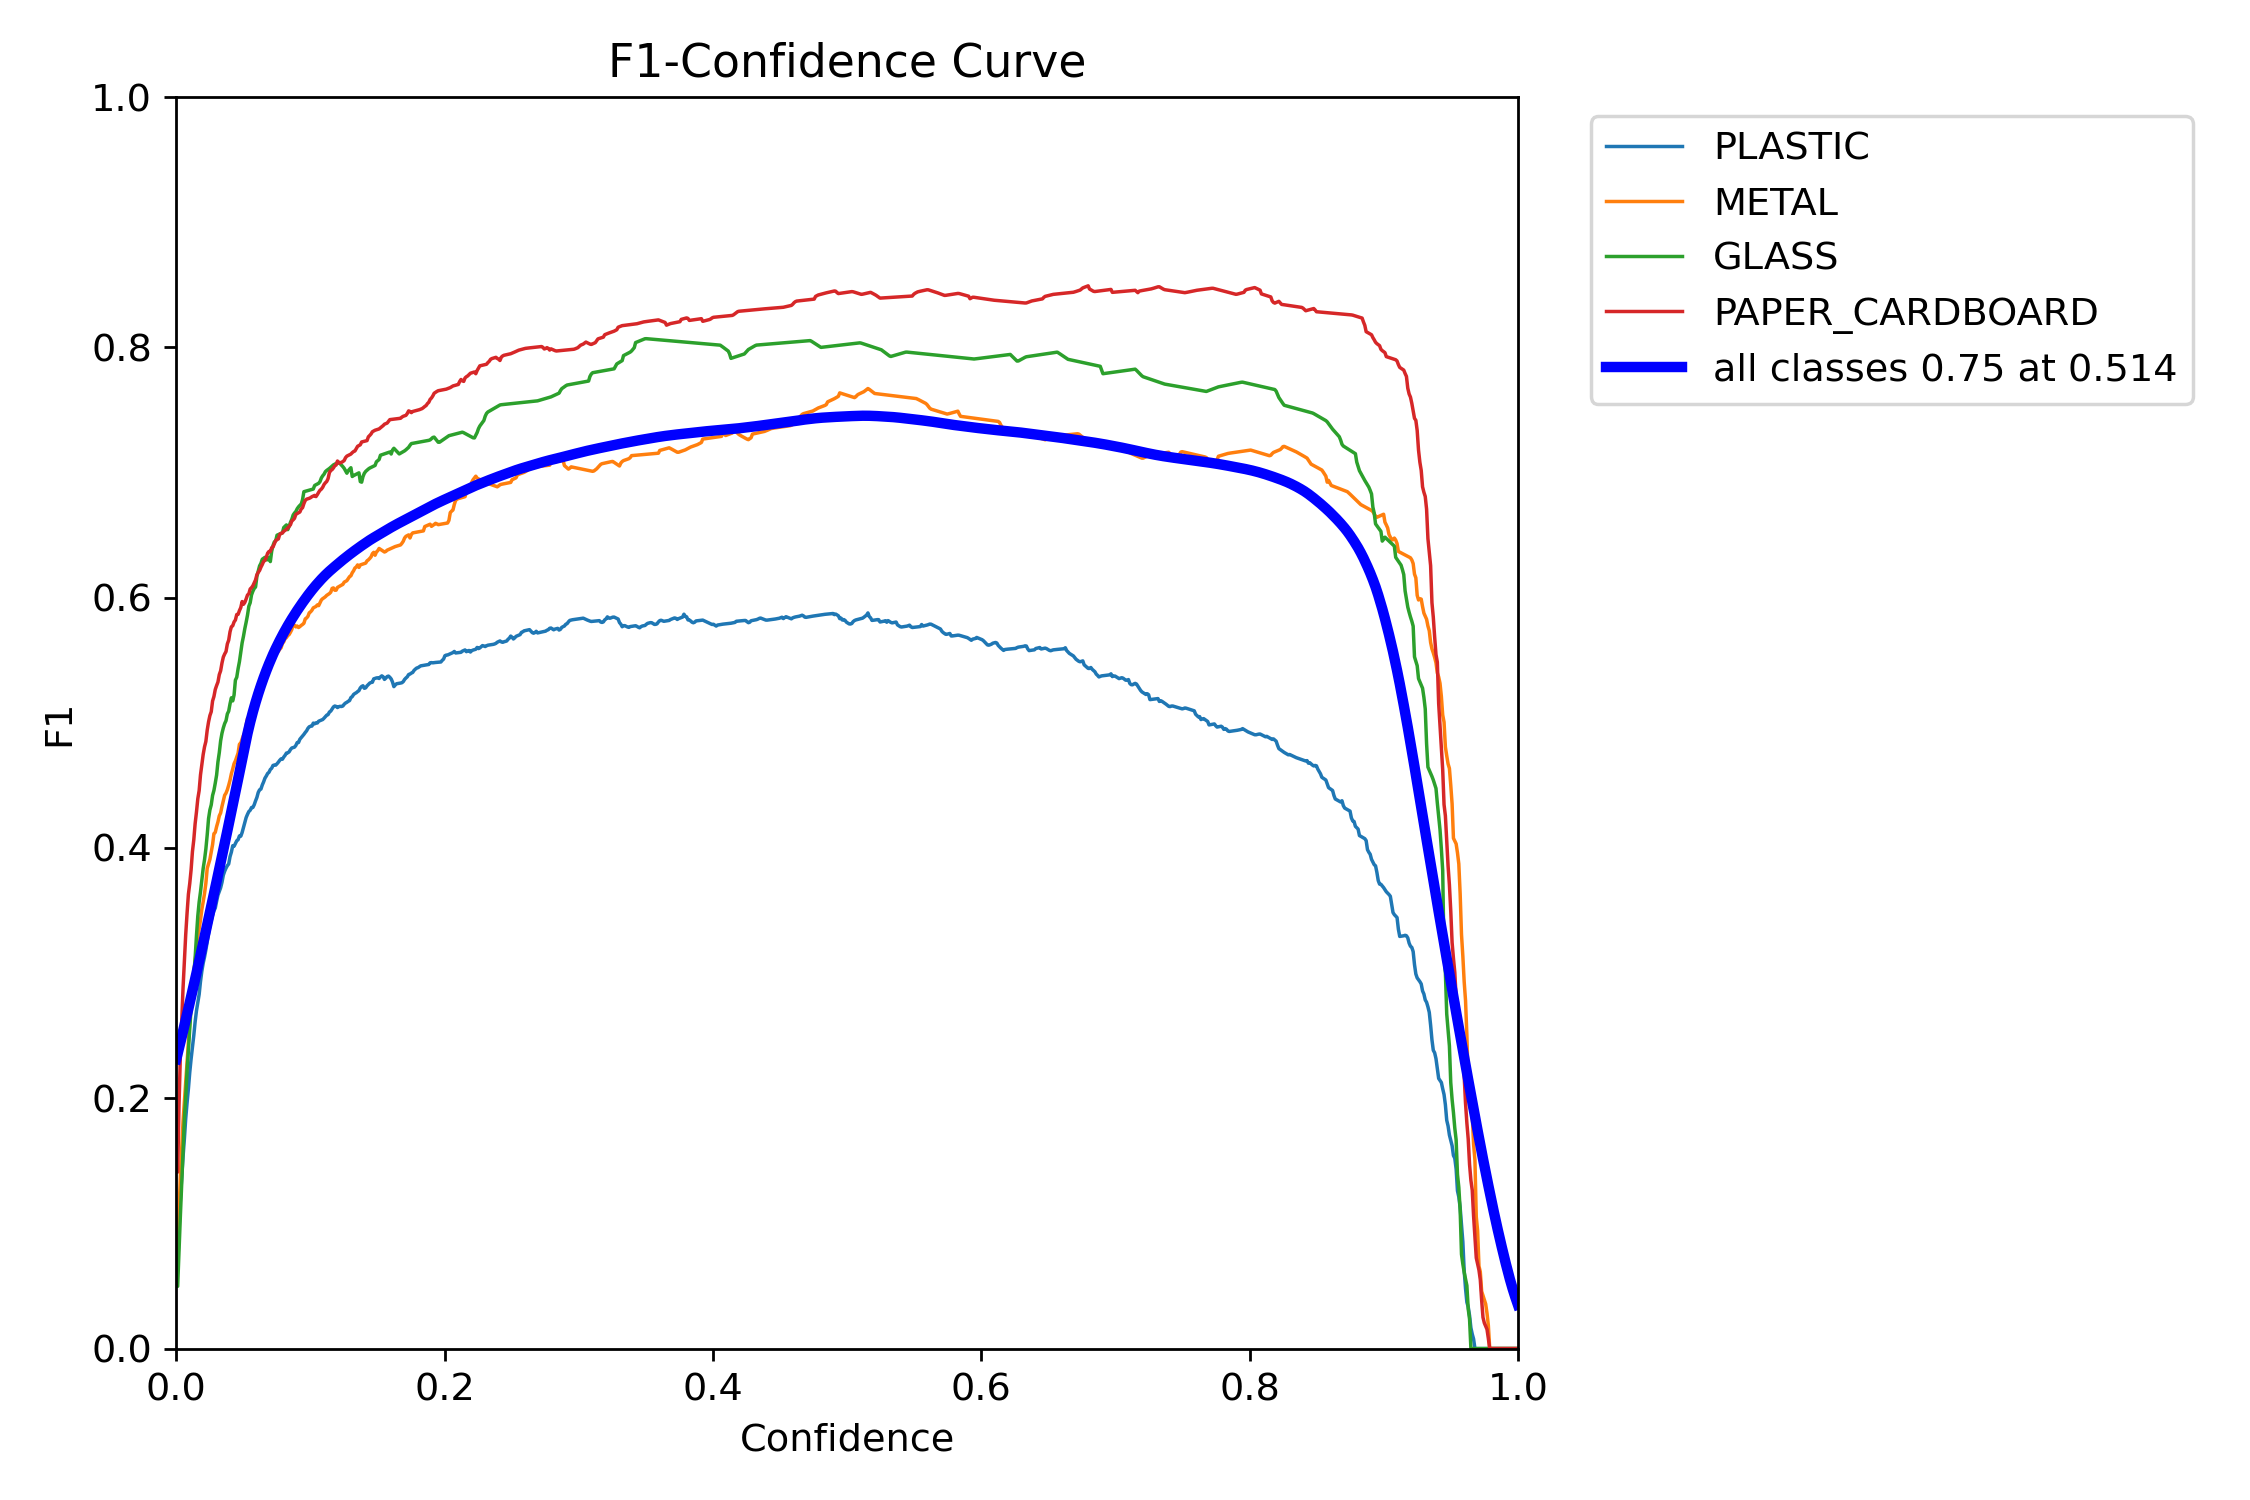 F1-Confidence Curve
1.0
0.8
0.6
0.4
0.2
0.0
F1
0.0 0.2 0.4 0.6 0.8 1.0
Confidence
PLASTIC
METAL
GLASS
PAPER_CARDBOARD
all classes 0.75 at 0.514